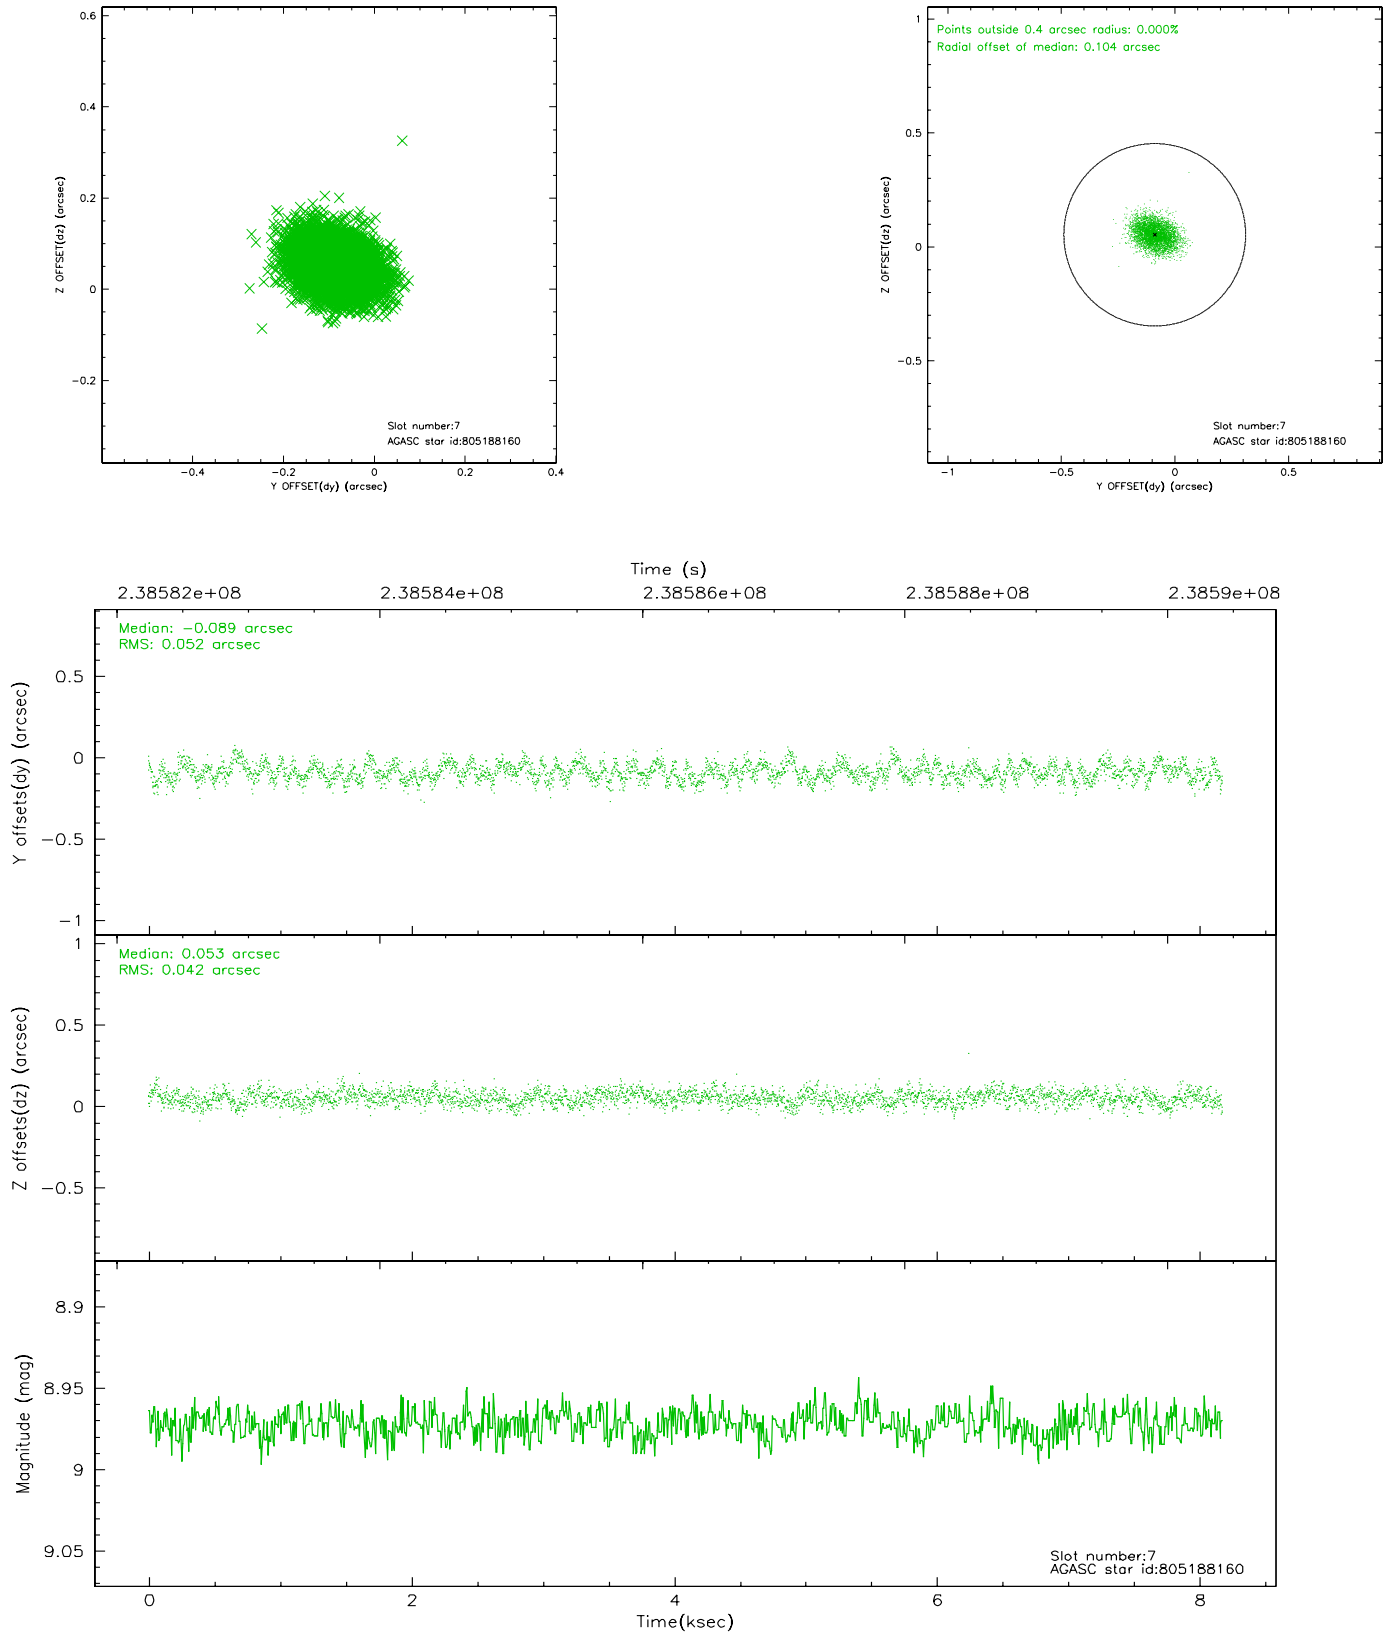 0.6
0.4
0.2
0
−0.2
Z OFFSET(dz) (arcsec)
Slot number:7
AGASC star id:805188160
−0.4 −0.2 0 0.2 0.4
Y OFFSET(dy) (arcsec)
Points outside 0.4 arcsec radius: 0.000%
Radial offset of median: 0.104 arcsec
1
0.5
0
−0.5
Z OFFSET(dz) (arcsec)
Slot number:7
AGASC star id:805188160
−1 −0.5 0 0.5
Y OFFSET(dy) (arcsec)
Time (s)
2.38582e+08 2.38584e+08 2.38586e+08 2.38588e+08 2.3859e+08
Median: −0.089 arcsec
RMS: 0.052 arcsec
0.5
0
−0.5
−1
Y offsets(dy) (arcsec)
Median: 0.053 arcsec
RMS: 0.042 arcsec
1
0.5
0
−0.5
Z offsets(dz) (arcsec)
8.9
8.95
9
9.05
Magnitude (mag)
Slot number:7
AGASC star id:805188160
0 2 4 6 8
Time(ksec)